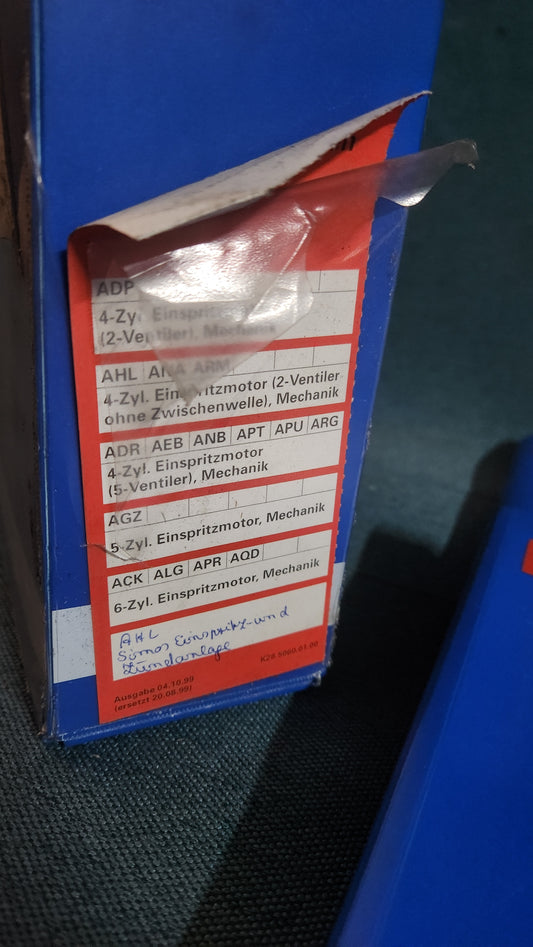 ADP
4-Zyl. Einspritz
(2-Ventiler), Mechanik
AHL ANA ARM
4-Zyl. Einspritzmotor (2-Ventiler
ohne Zwischenwelle), Mechanik
ADR AEB ANB APT APU ARG
4-Zyl. Einspritzmotor
(5-Ventiler), Mechanik
AGZ
5-Zyl. Einspritzmotor, Mechanik
ACK ALG APR AQD
6-Zyl. Einspritzmotor, Mechanik
AHL
Simos Einspritz-und
Zündanlage
Ausgabe 04.10.99 K28.5060.01.00
(ersetzt 20.08.99)